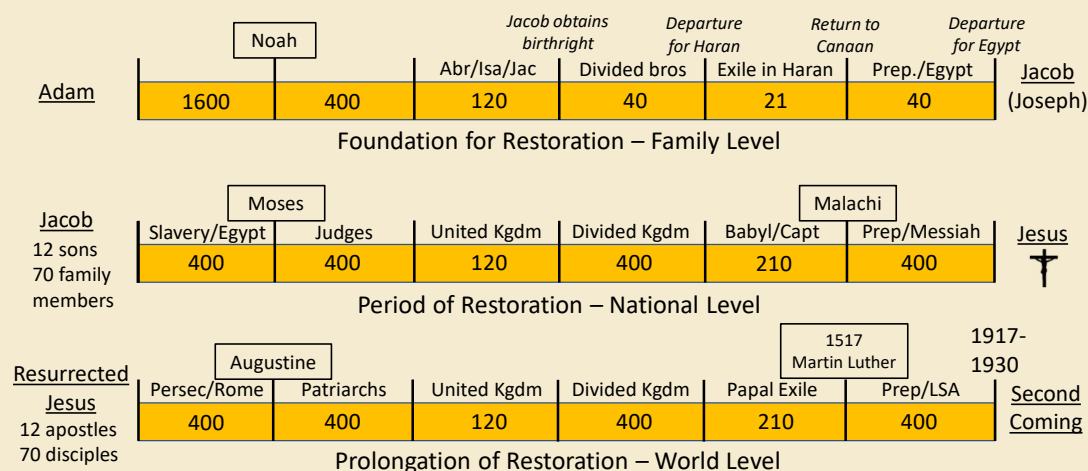 Noah
Jacob obtains
birthright
Departure
for Haran
Return to
Canaan
Departure
for Egypt
Adam
Abr/Isa/Jac Divided bros Exile in Haran Prep./Egypt
1600 400 120 40 21 40
Jacob
(Joseph)
Foundation for Restoration – Family Level
Moses
Malachi
Jacob
12 sons
70 family
members
Slavery/Egypt Judges United Kgdm Divided Kgdm Babyl/Capt Prep/Messiah
400 400 120 400 210 400
Jesus
Period of Restoration – National Level
Augustine
1517
Martin Luther
1917-
1930
Resurrected
Jesus
12 apostles
70 disciples
Persec/Rome Patriarchs United Kgdm Divided Kgdm Papal Exile Prep/LSA
400 400 120 400 210 400
Second
Coming
Prolongation of Restoration – World Level